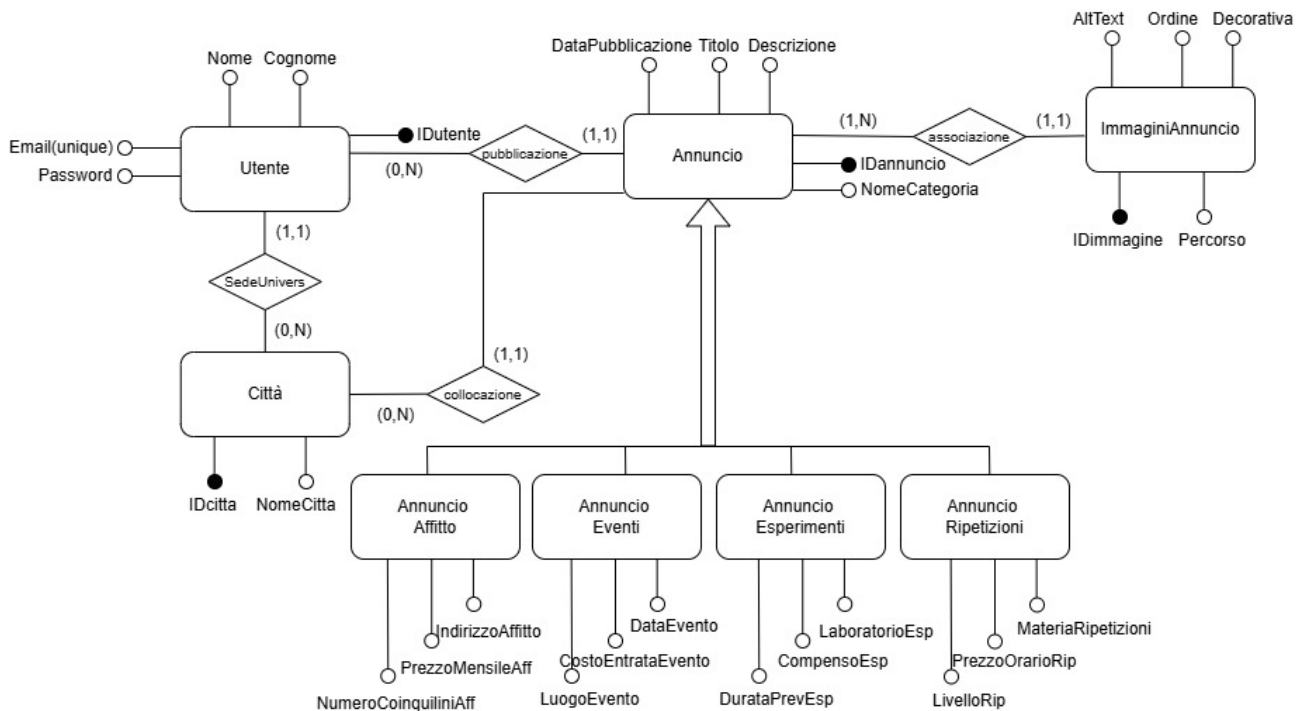 AltText Ordine Decorativa
DataPubblicazione Titolo Descrizione
Nome Cognome
Email(unique)
Password
Utente
IDutente
(0,N)
pubblicazione
(1,1)
Annuncio
(1,N)
associazione
(1,1)
ImmaginiAnnuncio
IDannuncio
NomeCategoria
IDimmagine Percorso
(1,1)
SedeUnivers
(0,N)
Città
(0,N)
collocazione
(1,1)
IDcitta NomeCitta
Annuncio
Affitto
Annuncio
Eventi
Annuncio
Esperimenti
Annuncio
Ripetizioni
IndirizzoAffitto
PrezzoMensileAff
NumeroCoinquiliniAff
DataEvento
CostoEntrataEvento
LuogoEvento
LaboratorioEsp
CompensoEsp
DurataPrevEsp
MateriaRipetizioni
PrezzoOrarioRip
LivelloRip